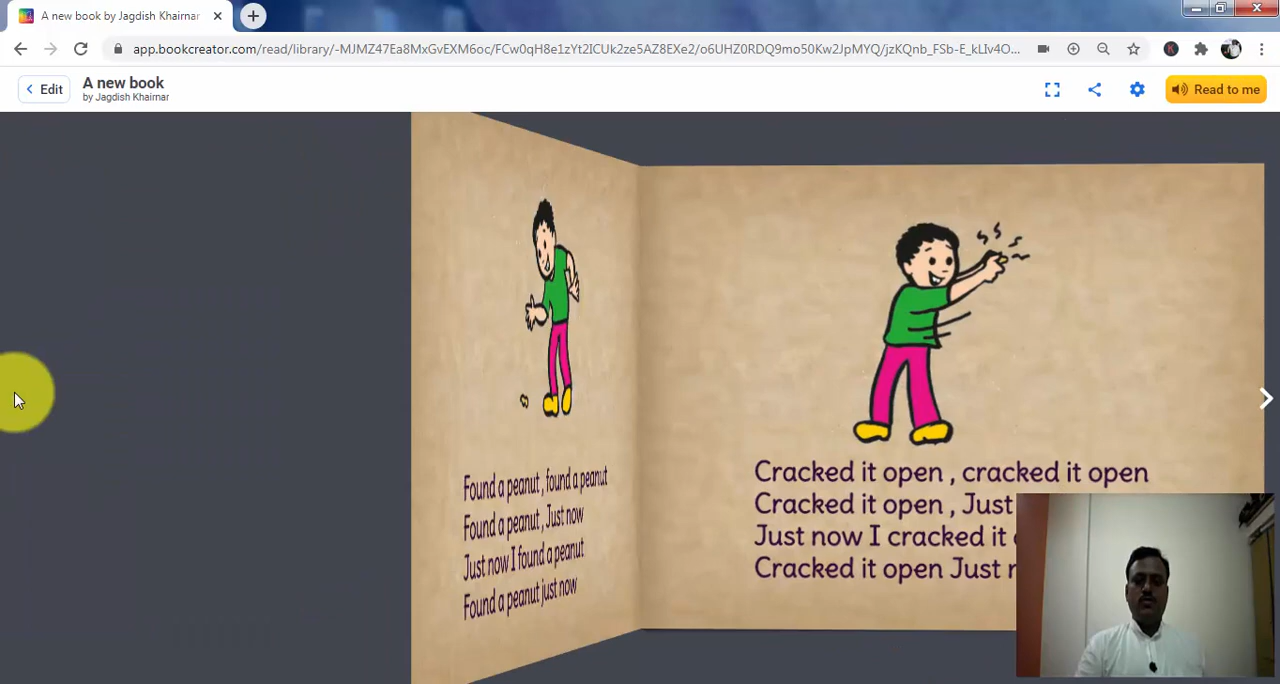 A new book by Jagdish Khairnar
app.bookcreator.com/read/library/-MJMZ47Ea8MxGvEXM6oc/FCw0qH8e1zYt2ICUk2ze5AZ8EXe2/o6UHZ0RDQ9mo50Kw2JpMYQ/jzKQnb_FSb-E_kLIv4O...
K
Edit
A new book
by Jagdish Khairnar
Read to me
Found a peanut , found a peanut
Found a peanut , Just now
Just now I found a peanut
Found a peanut just now
Cracked it open , cracked it open
Cracked it open , Just
Just now I cracked it
Cracked it open Just